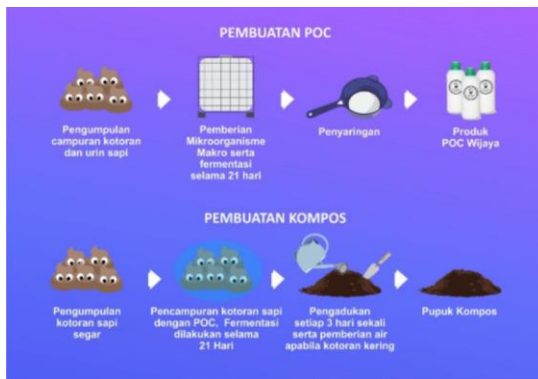 PEMBUATAN POC
Pengumpulan
campuran kotoran
dan urin sapi
Pemberian
Mikroorganisme
Makro serta
fermentasi
selama 21 hari
Penyaringan
Produk
POC Wijaya
PEMBUATAN KOMPOS
Pengumpulan
kotoran sapi
segar
Pencampuran kotoran sapi
dengan POC, Fermentasi
dilakukan selama
21 Hari
Pengadukan
setiap 3 hari sekali
serta pemberian air
apabila kotoran kering
Pupuk Kompos